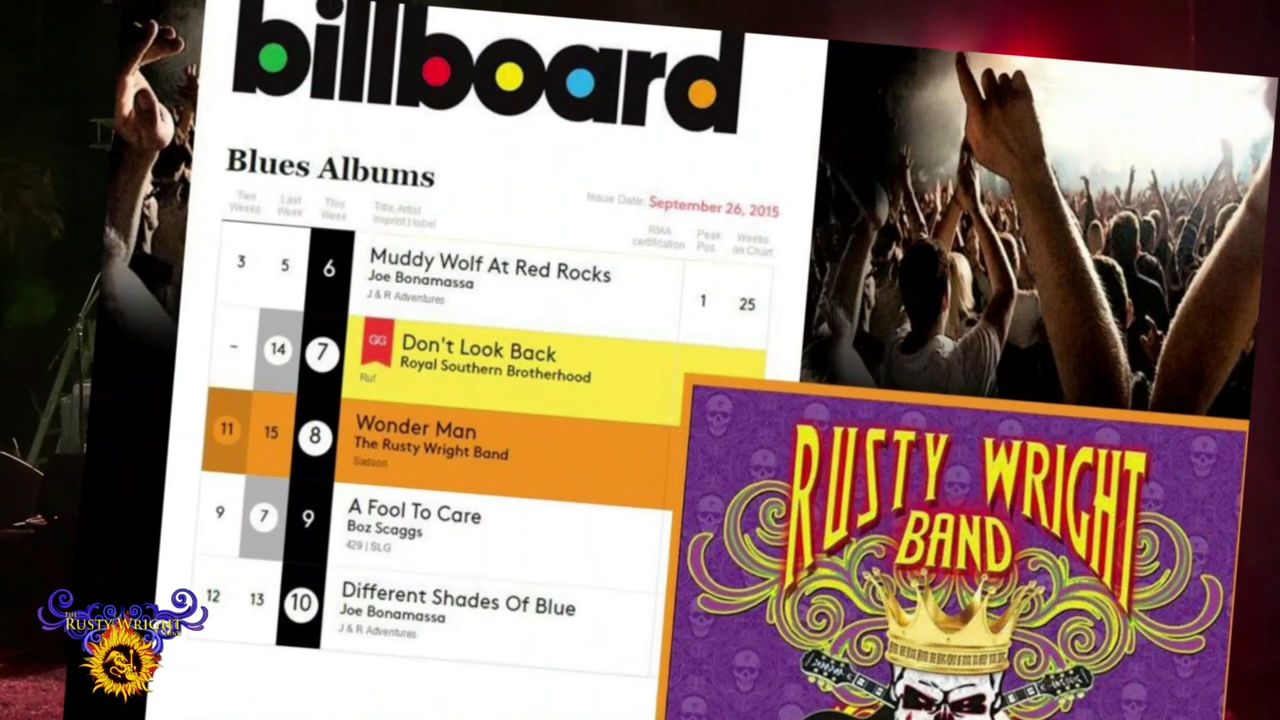 billboard
Blues Albums
Issue Date: September 26, 2015
Two Weeks
Last Week
This Week
Title, Artist
Imprint | label
RIAA certification
Peak Pos.
Weeks on Chart
3 5 6 Muddy Wolf At Red Rocks 1 25
Joe Bonamassa
J & R Adventures
- 14 7 GG Don't Look Back
Royal Southern Brotherhood
Ruf
11 15 8 Wonder Man
The Rusty Wright Band
Sadson
9 7 9 A Fool To Care
Boz Scaggs
429 | SLG
12 13 10 Different Shades Of Blue
Joe Bonamassa
J & R Adventures
RUSTY WRIGHT
BAND
THE
RUSTY WRIGHT